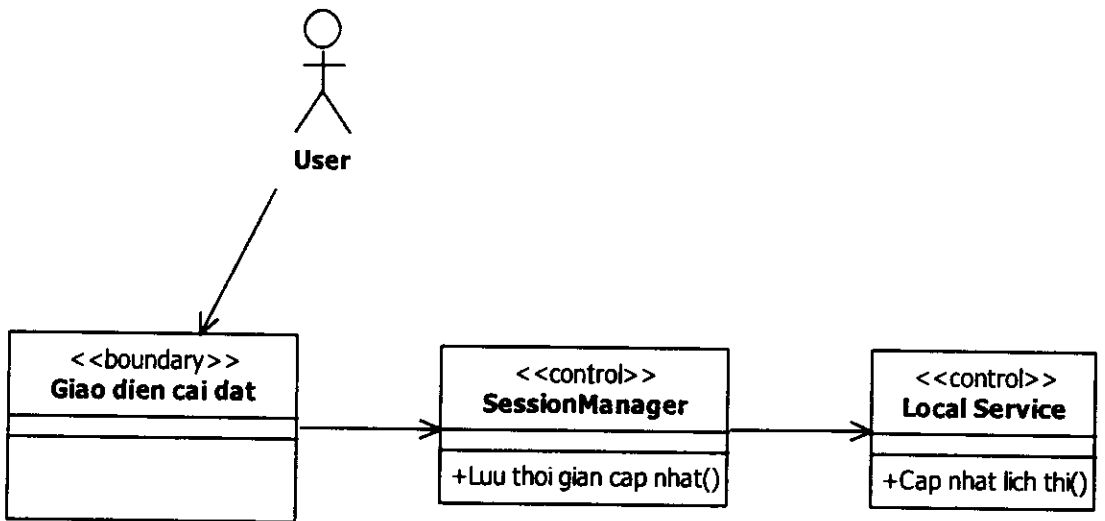 User
<<boundary>>
Giao dien cai dat
<<control>>
SessionManager
+Luu thoi gian cap nhat()
<<control>>
Local Service
+Cap nhat lich thi()